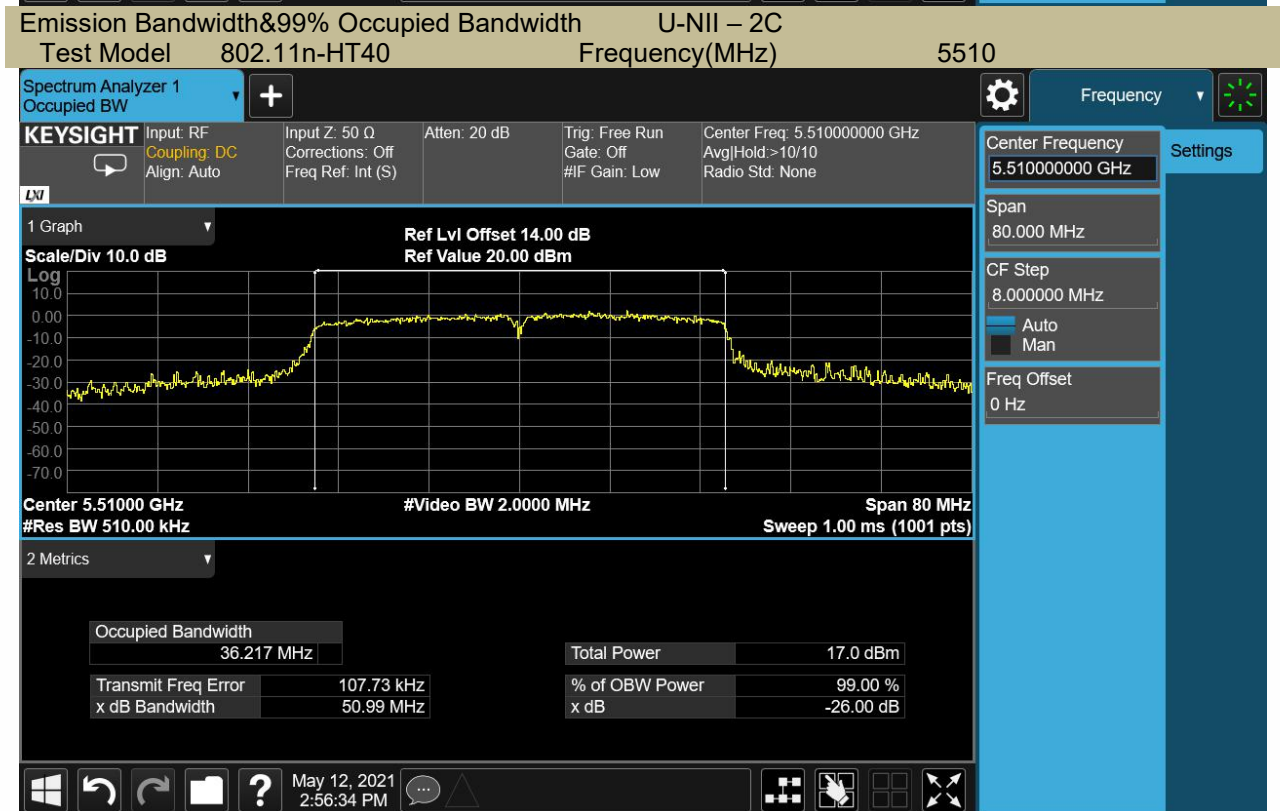 Emission Bandwidth&99% Occupied Bandwidth U-NII – 2C
Test Model 802.11n-HT40 Frequency(MHz) 5510
Spectrum Analyzer 1
Occupied BW
+
Frequency
KEYSIGHT
LXI
Input: RF
Coupling: DC
Align: Auto
Input Z: 50 Ω
Corrections: Off
Freq Ref: Int (S)
Atten: 20 dB
Trig: Free Run
Gate: Off
#IF Gain: Low
Center Freq: 5.510000000 GHz
Avg|Hold:>10/10
Radio Std: None
Center Frequency
5.510000000 GHz
Settings
Span
80.000 MHz
CF Step
8.000000 MHz
Auto
Man
Freq Offset
0 Hz
1 Graph
Scale/Div 10.0 dB
Ref Lvl Offset 14.00 dB
Ref Value 20.00 dBm
Log
10.0
0.00
-10.0
-20.0
-30.0
-40.0
-50.0
-60.0
-70.0
Center 5.51000 GHz #Video BW 2.0000 MHz Span 80 MHz
#Res BW 510.00 kHz Sweep 1.00 ms (1001 pts)
2 Metrics
Occupied Bandwidth
36.217 MHz
Total Power 17.0 dBm
Transmit Freq Error 107.73 kHz % of OBW Power 99.00 %
x dB Bandwidth 50.99 MHz x dB -26.00 dB
?
May 12, 2021
2:56:34 PM